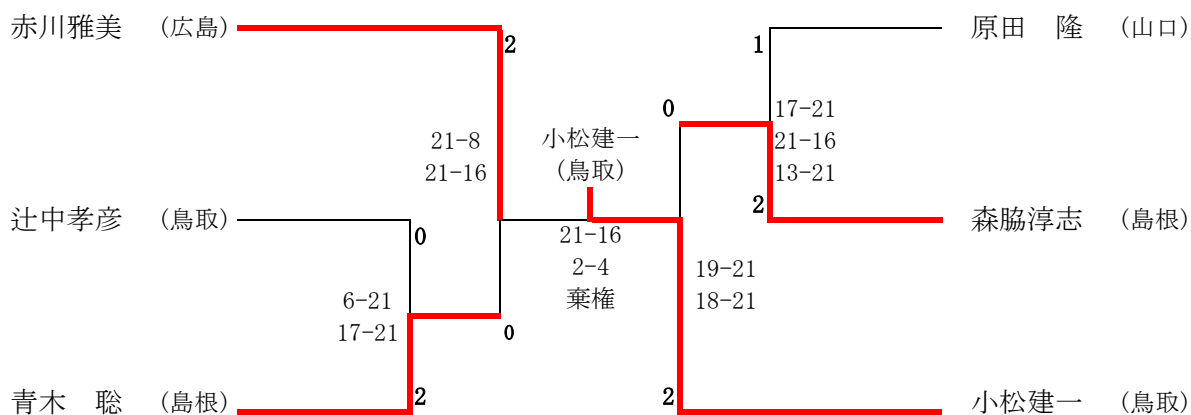 赤川雅美 (広島)
2
21-8
21-16
辻中孝彦 (鳥取)
0
6-21
17-21
0
青木　聡 (島根)
2
小松建一
(鳥取)
21-16
2-4
棄権
原田　隆 (山口)
1
0
17-21
21-16
13-21
2
森脇淳志 (島根)
19-21
18-21
2
小松建一 (鳥取)